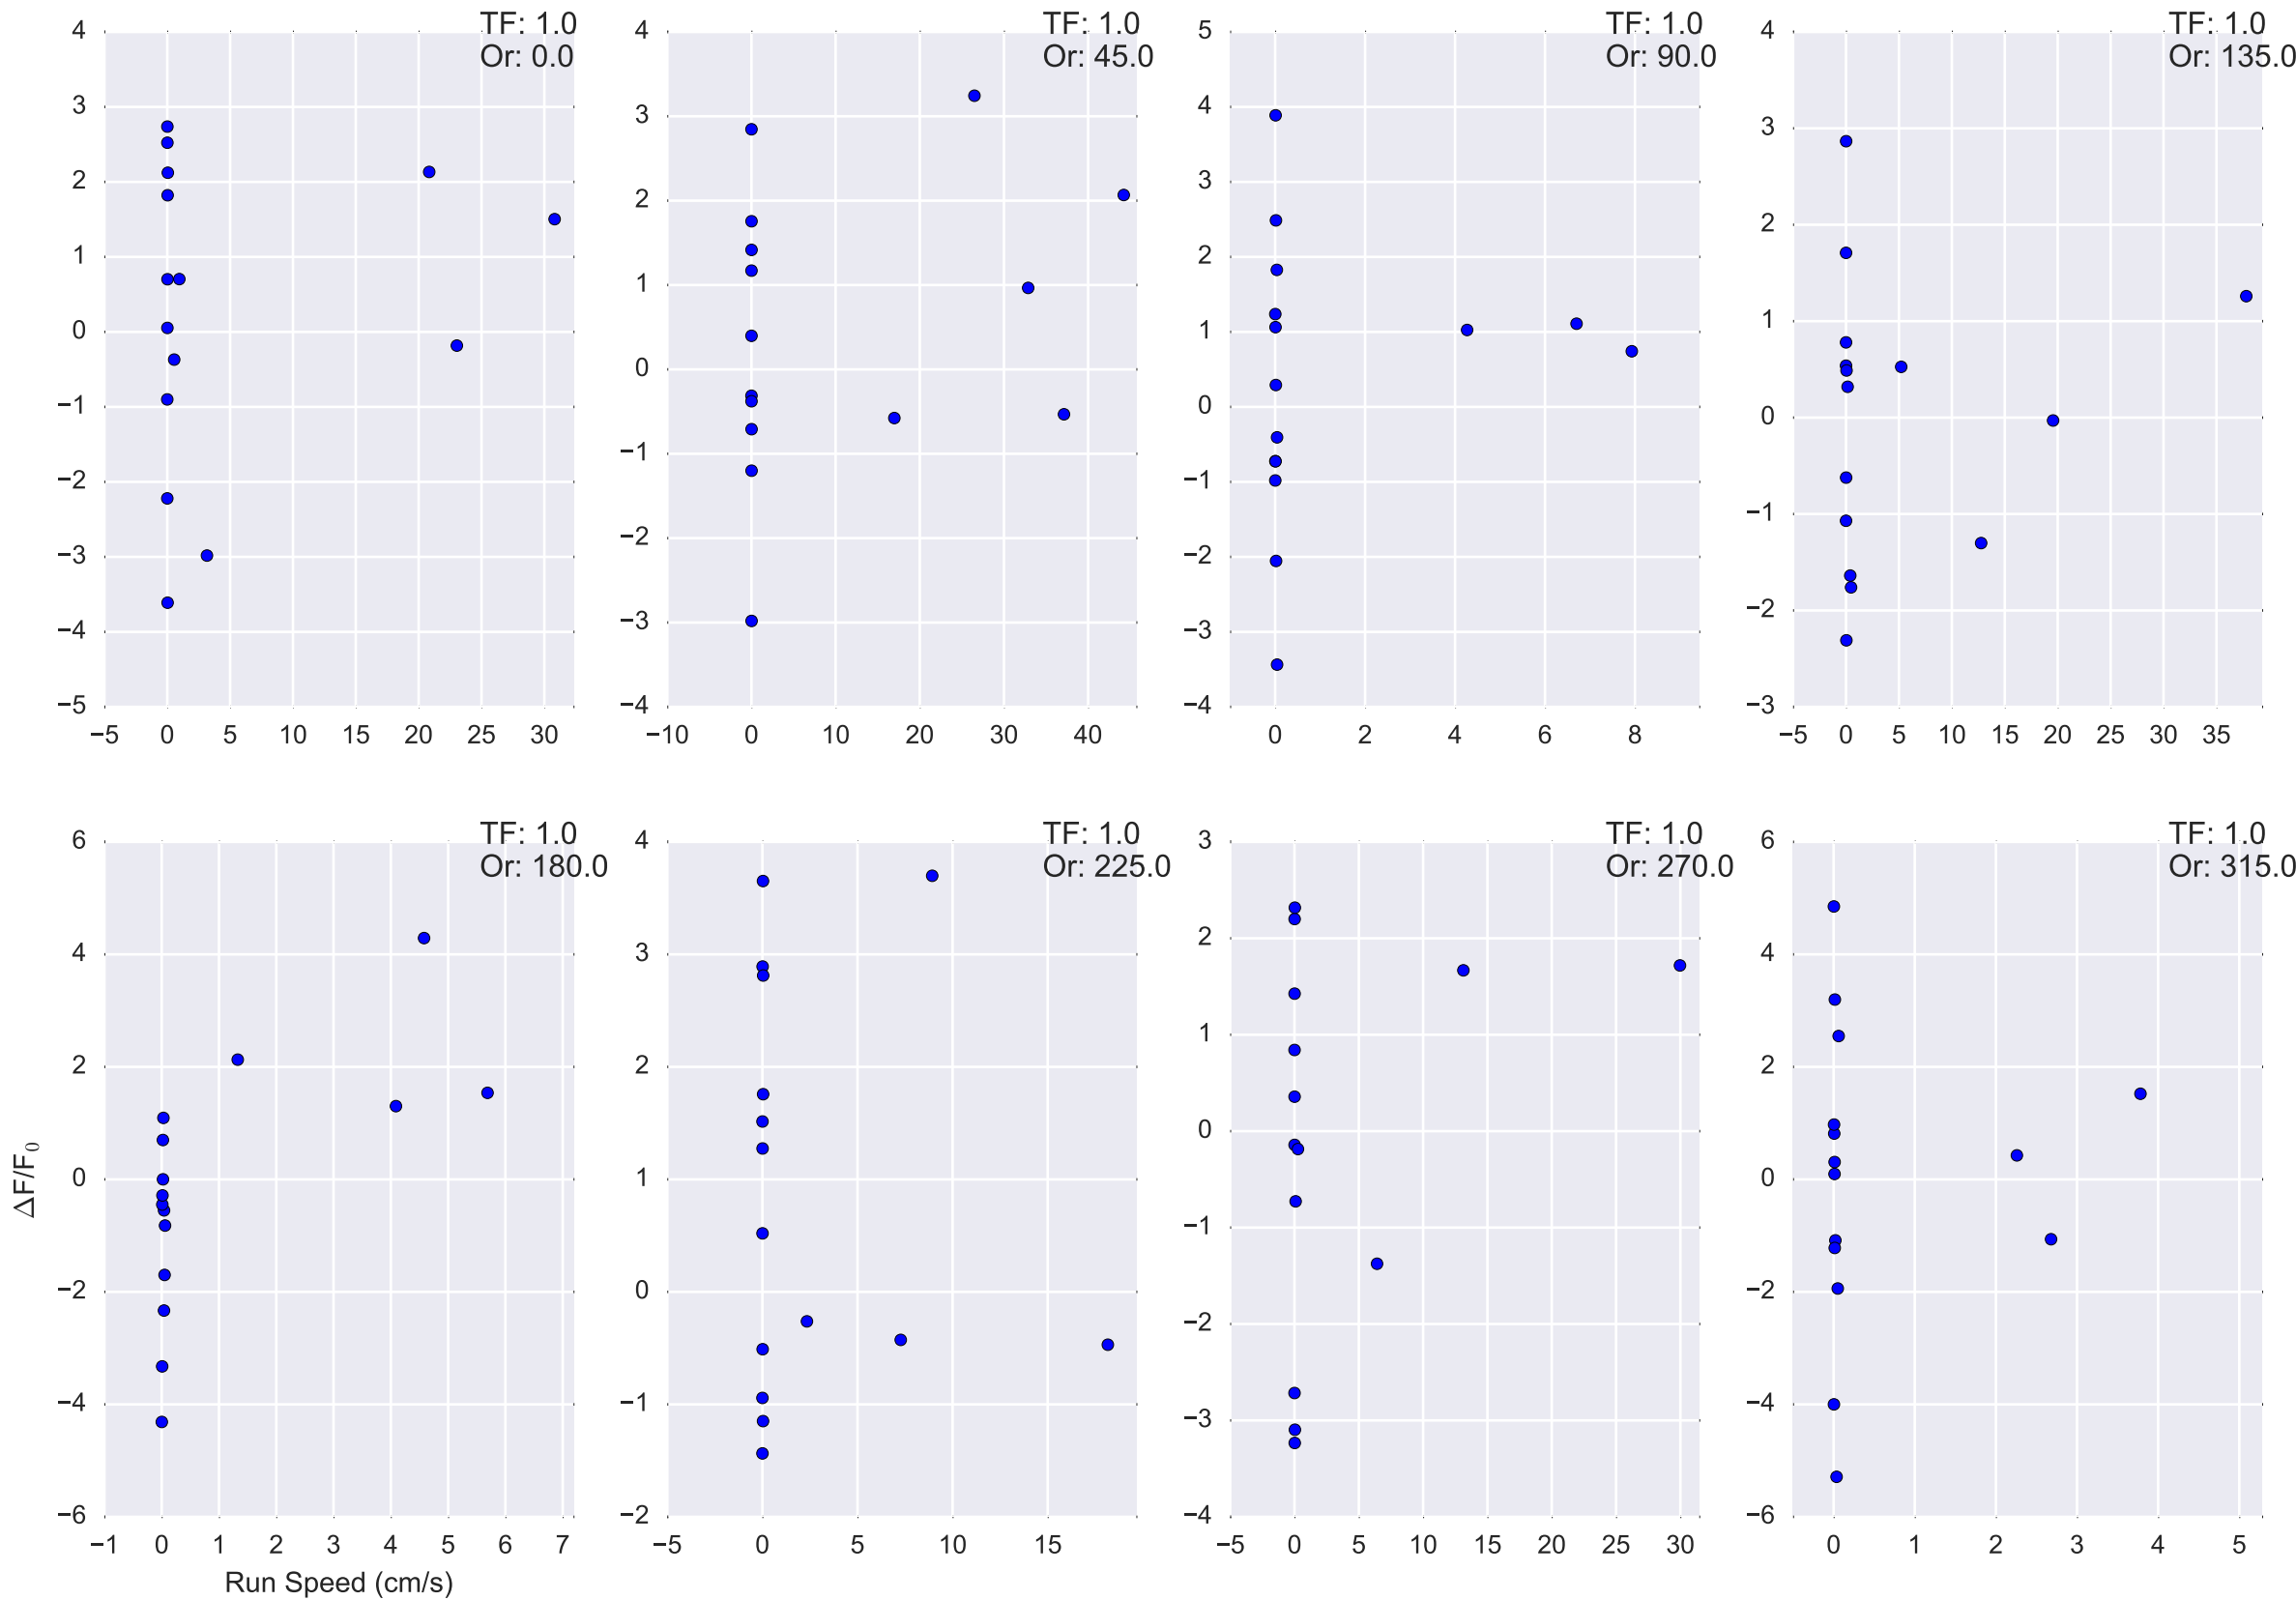 TF: 1.0
Or: 0.0
4
3
2
1
0
−1
−2
−3
−4
−5
−5 0 5 10 15 20 25 30
TF: 1.0
Or: 45.0
4
3
2
1
0
−1
−2
−3
−4
−10 0 10 20 30 40
TF: 1.0
Or: 90.0
5
4
3
2
1
0
−1
−2
−3
−4
0 2 4 6 8
TF: 1.0
Or: 135.0
4
3
2
1
0
−1
−2
−3
−5 0 5 10 15 20 25 30 35
TF: 1.0
Or: 180.0
6
4
2
0
−2
−4
−6
−1 0 1 2 3 4 5 6 7
Run Speed (cm/s)
ΔF/F₀
TF: 1.0
Or: 225.0
4
3
2
1
0
−1
−2
−5 0 5 10 15
TF: 1.0
Or: 270.0
3
2
1
0
−1
−2
−3
−4
−5 0 5 10 15 20 25 30
TF: 1.0
Or: 315.0
6
4
2
0
−2
−4
−6
0 1 2 3 4 5